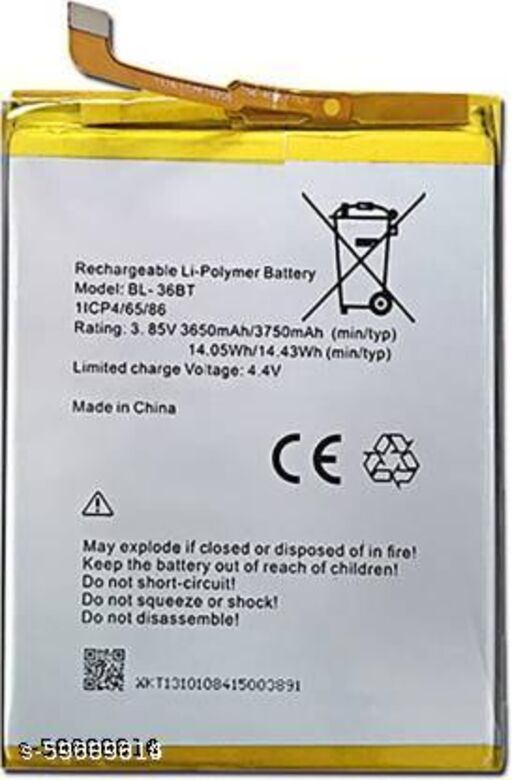 Rechargeable Li-Polymer Battery
Model: BL- 36BT
1ICP4/65/86
Rating: 3. 85V 3650mAh/3750mAh (min/typ)
14.05Wh/14.43Wh (min/typ)
Limited charge Voltage: 4.4V
Made in China
CE
May explode if closed or disposed of in fire!
Keep the battery out of reach of children!
Do not short-circuit!
Do not squeeze or shock!
Do not disassemble!
XKT1310108415003891